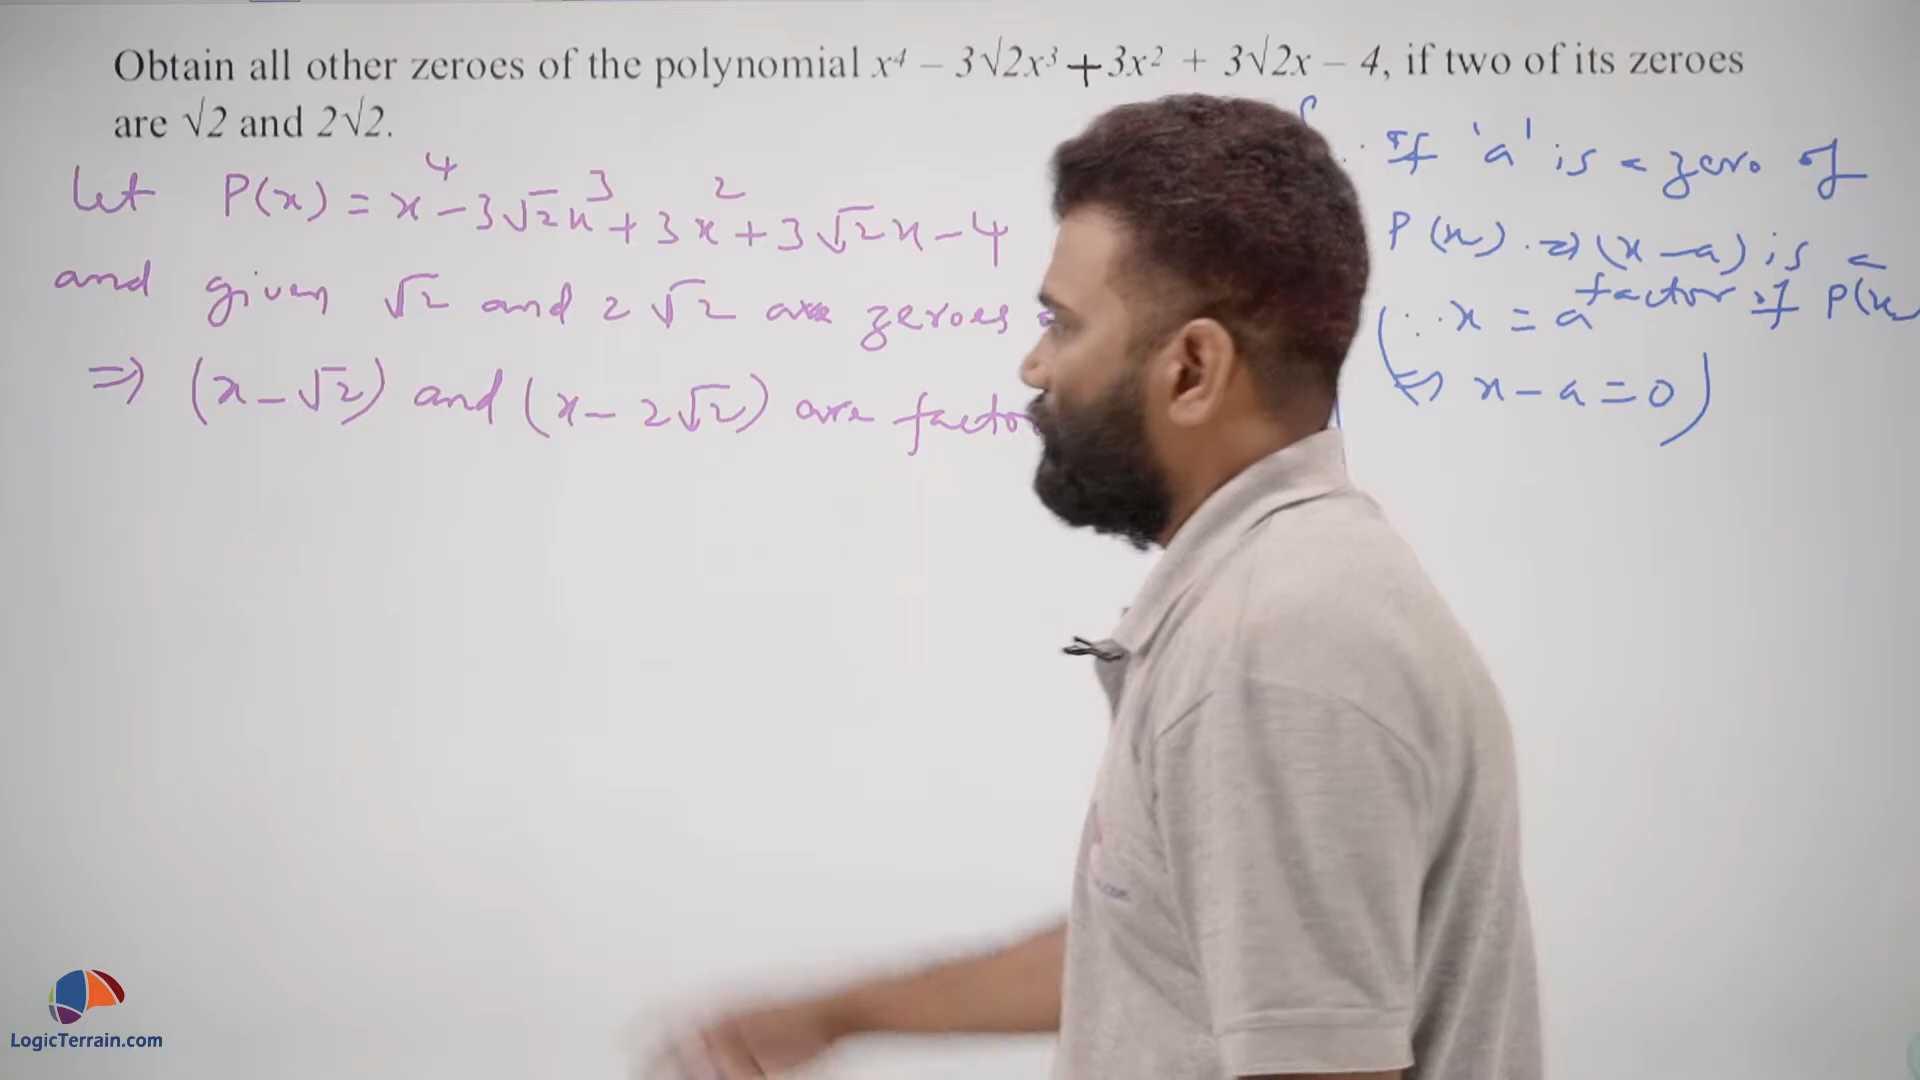 Obtain all other zeroes of the polynomial x⁴ – 3√2x³ + 3x² + 3√2x – 4, if two of its zeroes
are √2 and 2√2.
Let P(x) = x⁴ - 3√2x³ + 3x² + 3√2x - 4
and given √2 and 2√2 are zeroes
⇒ (x - √2) and (x - 2√2) are factor
∵ If 'a' is a zero of
P(x) ⇒ (x - a) is a
factor of P(x
(∵ x = a
⇔ x - a = 0)
LogicTerrain.com